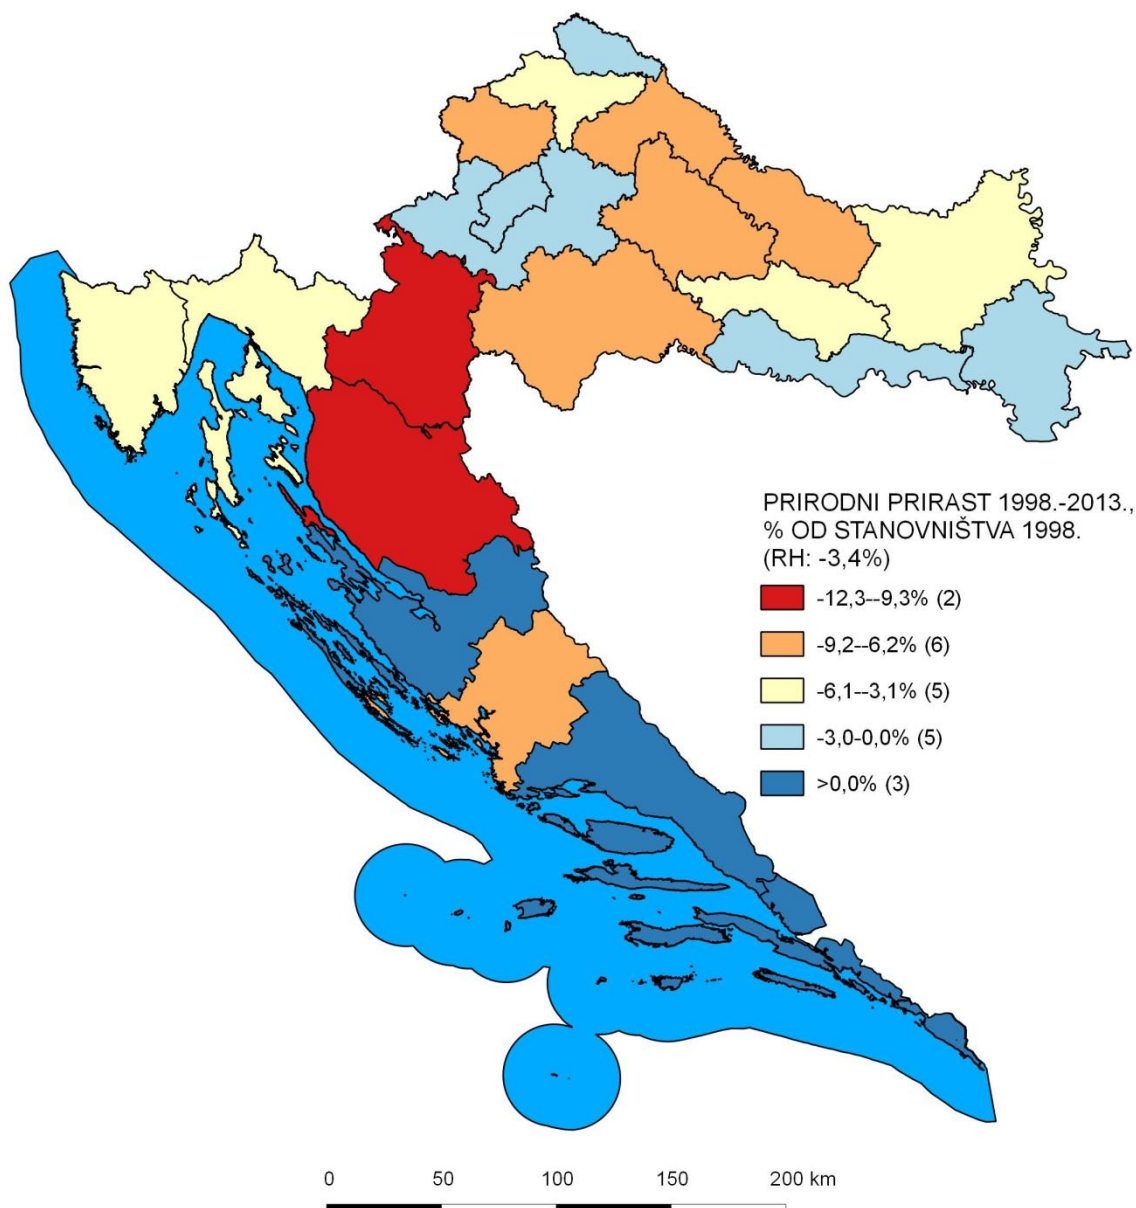 PRIRODNI PRIRAST 1998.-2013.,
% OD STANOVNIŠTVA 1998.
(RH: -3,4%)
-12,3--9,3% (2)
-9,2--6,2% (6)
-6,1--3,1% (5)
-3,0-0,0% (5)
>0,0% (3)
0 50 100 150 200 km